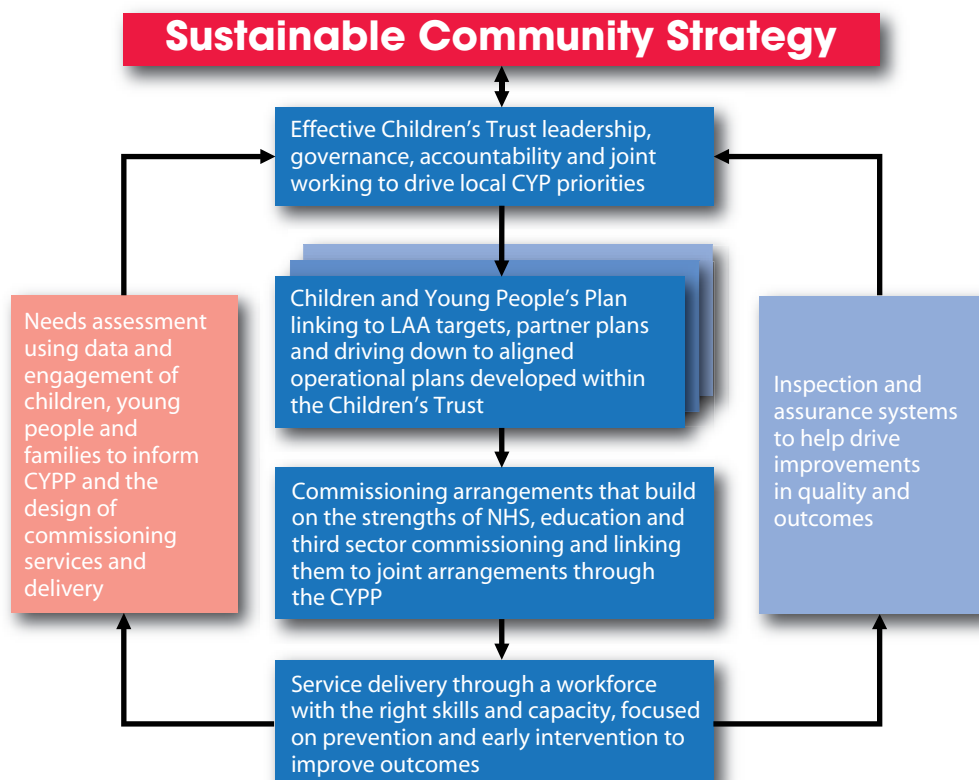 Sustainable Community Strategy
Effective Children’s Trust leadership,
governance, accountability and joint
working to drive local CYP priorities
Children and Young People’s Plan
linking to LAA targets, partner plans
and driving down to aligned
operational plans developed within
the Children’s Trust
Needs assessment
using data and
engagement of
children, young
people and
families to inform
CYPP and the
design of
commissioning
services and
delivery
Inspection and
assurance systems
to help drive
improvements
in quality and
outcomes
Commissioning arrangements that build
on the strengths of NHS, education and
third sector commissioning and linking
them to joint arrangements through
the CYPP
Service delivery through a workforce
with the right skills and capacity, focused
on prevention and early intervention to
improve outcomes